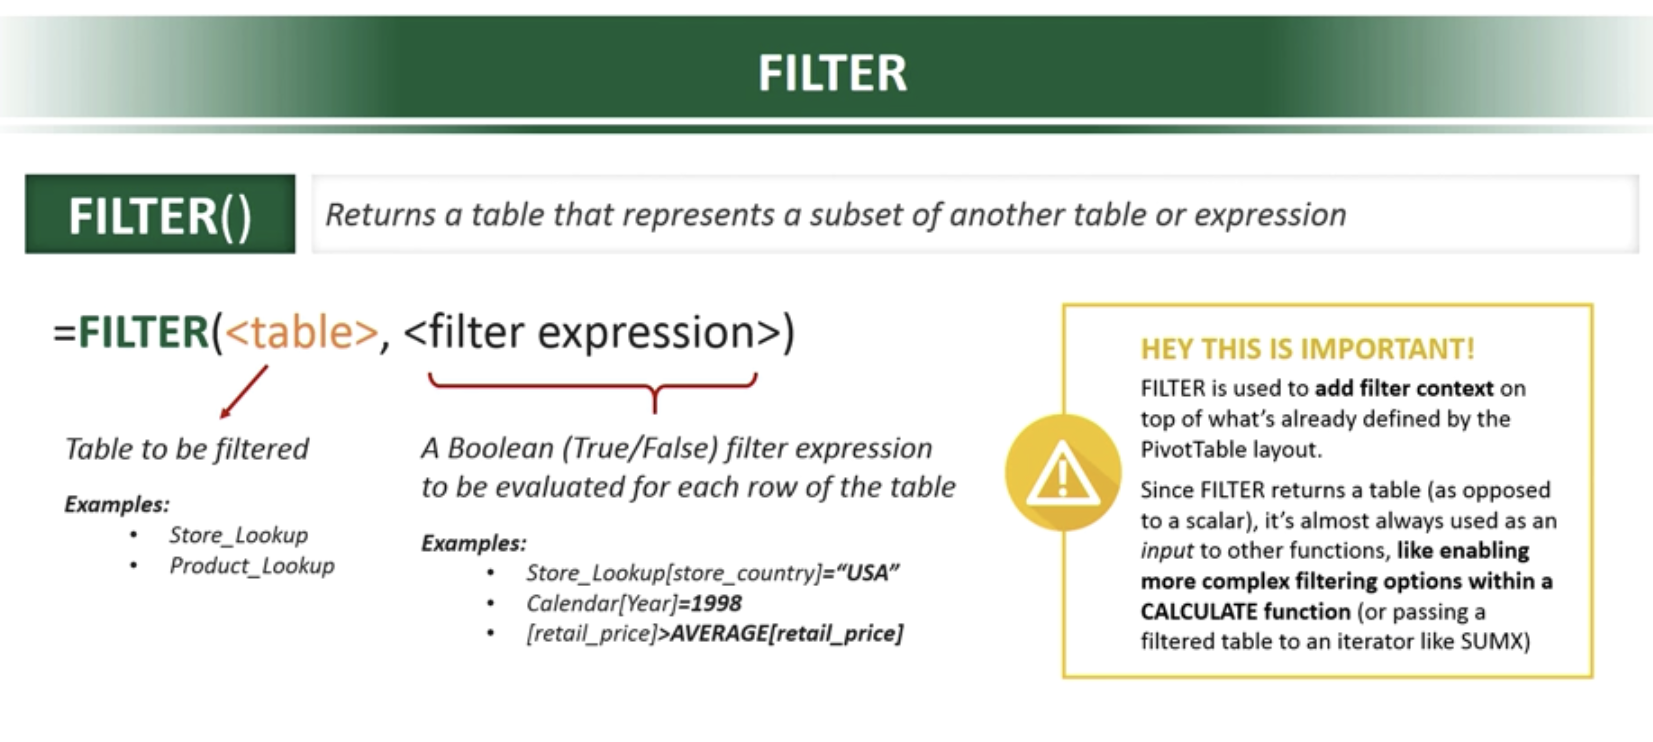 FILTER
FILTER()
Returns a table that represents a subset of another table or expression
=FILTER(<table>, <filter expression>)
Table to be filtered
Examples:
• Store_Lookup
• Product_Lookup
A Boolean (True/False) filter expression
to be evaluated for each row of the table
Examples:
• Store_Lookup[store_country]=“USA”
• Calendar[Year]=1998
• [retail_price]>AVERAGE[retail_price]
HEY THIS IS IMPORTANT!
FILTER is used to add filter context on
top of what’s already defined by the
PivotTable layout.
Since FILTER returns a table (as opposed
to a scalar), it’s almost always used as an
input to other functions, like enabling
more complex filtering options within a
CALCULATE function (or passing a
filtered table to an iterator like SUMX)